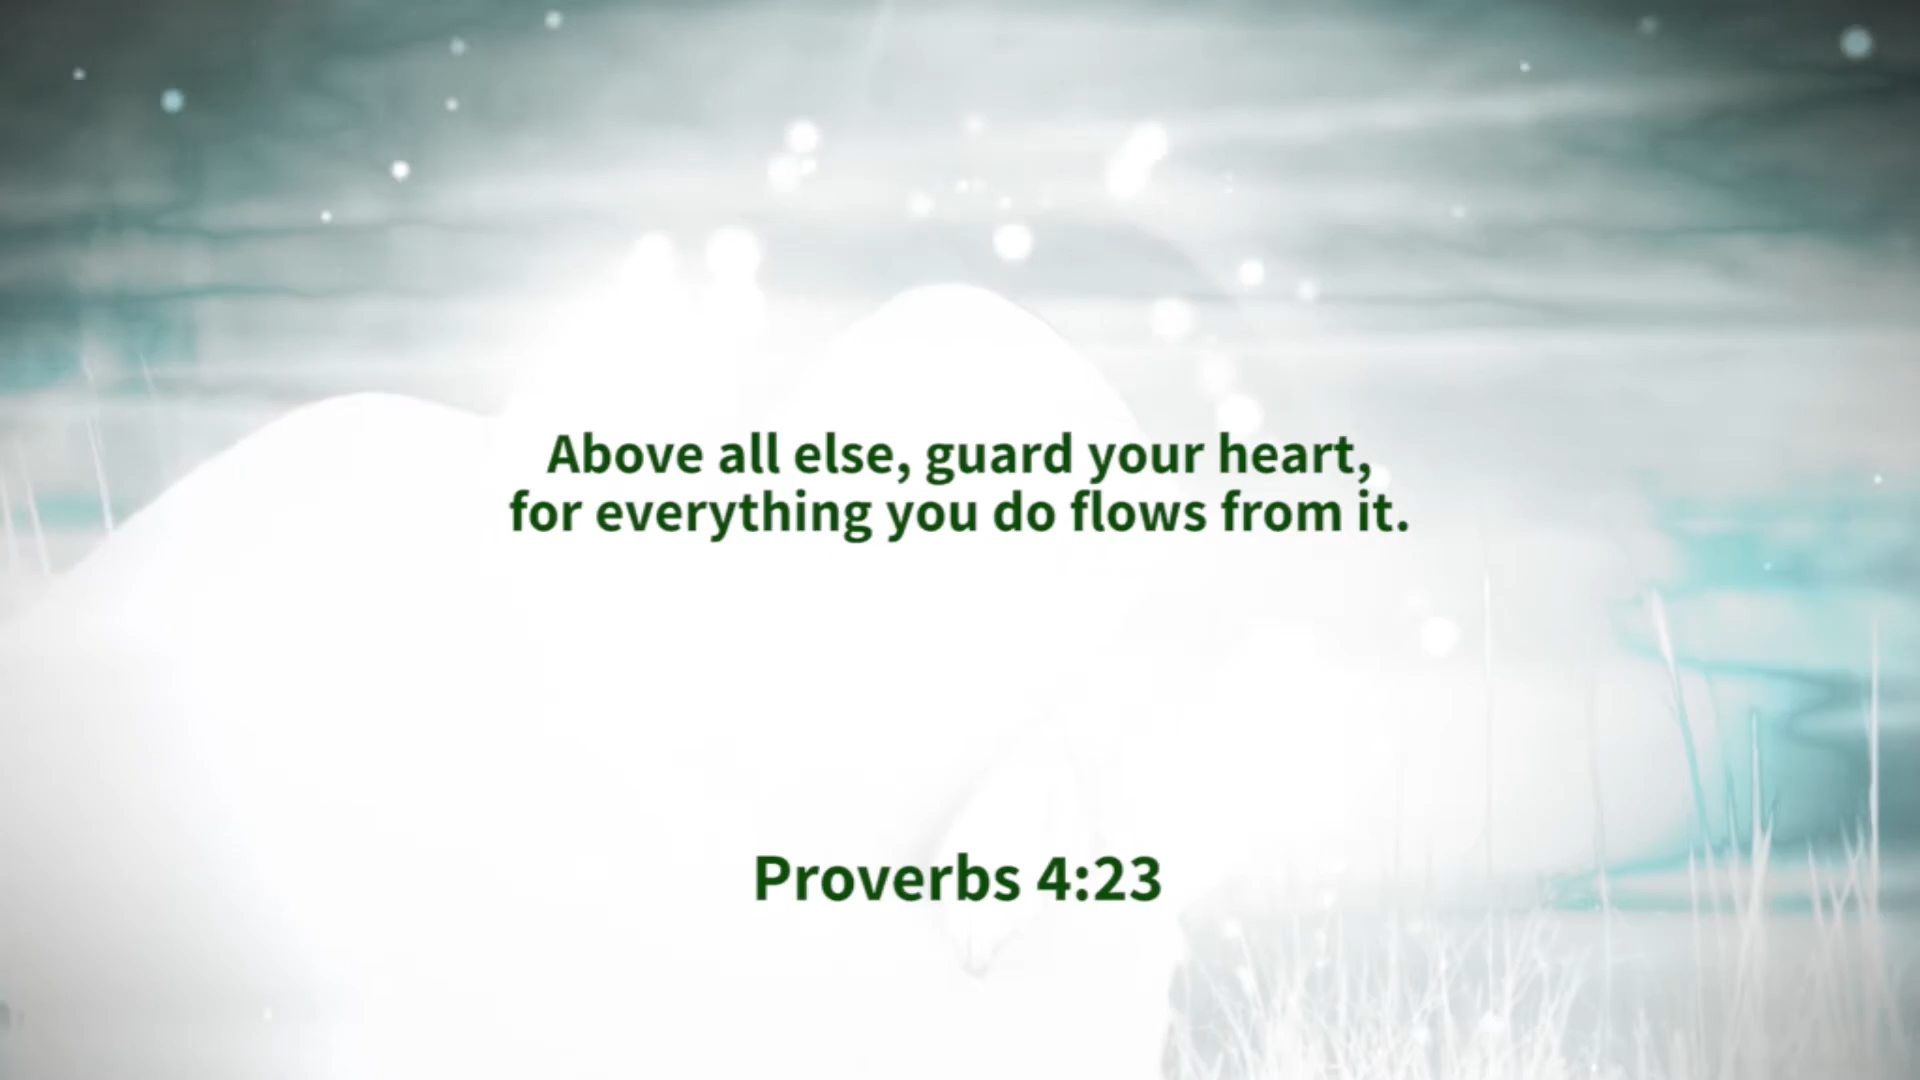 Above all else, guard your heart,
for everything you do flows from it.
Proverbs 4:23